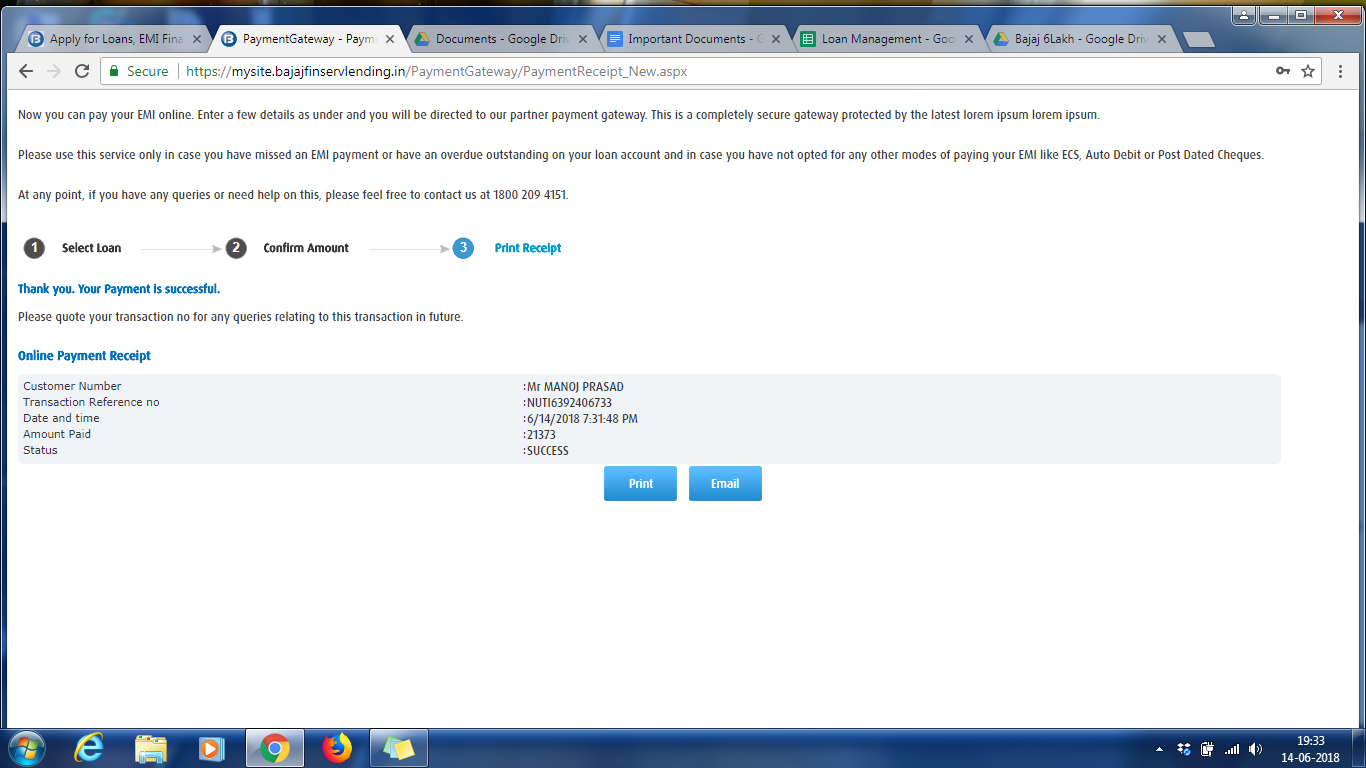 Apply for Loans, EMI Fina
PaymentGateway - Paym
Documents - Google Driv
Important Documents - G
Loan Management - Goo
Bajaj 6Lakh - Google Driv
Secure
https://mysite.bajajfinservlending.in/PaymentGateway/PaymentReceipt_New.aspx
Now you can pay your EMI online. Enter a few details as under and you will be directed to our partner payment gateway. This is a completely secure gateway protected by the latest lorem ipsum lorem ipsum.
Please use this service only in case you have missed an EMI payment or have an overdue outstanding on your loan account and in case you have not opted for any other modes of paying your EMI like ECS, Auto Debit or Post Dated Cheques.
At any point, if you have any queries or need help on this, please feel free to contact us at 1800 209 4151.
1 Select Loan 2 Confirm Amount 3 Print Receipt
Thank you. Your Payment is successful.
Please quote your transaction no for any queries relating to this transaction in future.
Online Payment Receipt
Customer Number :Mr MANOJ PRASAD
Transaction Reference no :NUTI6392406733
Date and time :6/14/2018 7:31:48 PM
Amount Paid :21373
Status :SUCCESS
Print Email
19:33
14-06-2018